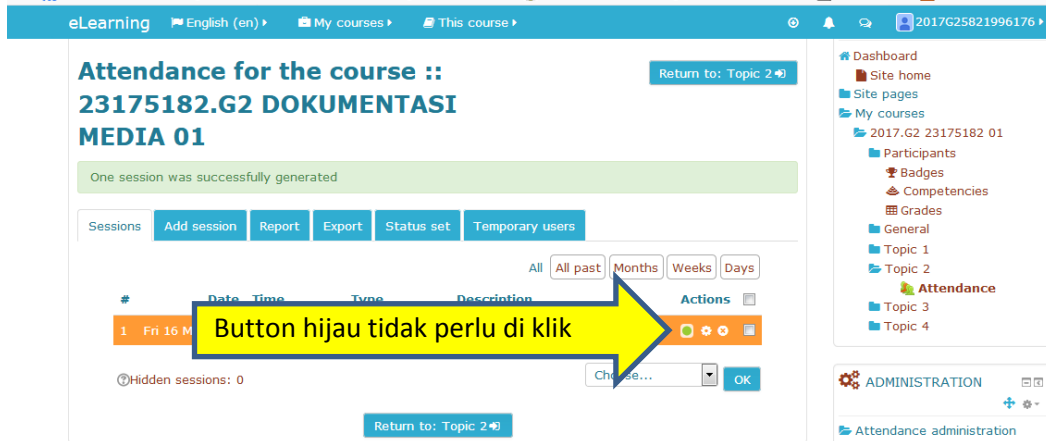 eLearning English (en) My courses This course 2017G25821996176
Attendance for the course ::
23175182.G2 DOKUMENTASI
MEDIA 01
Return to: Topic 2
One session was successfully generated
Sessions Add session Report Export Status set Temporary users
All All past Months Weeks Days
# Date Time Type Description Actions
1 Fri 16
Button hijau tidak perlu di klik
Hidden sessions: 0
OK
Return to: Topic 2
Dashboard
Site home
Site pages
My courses
2017.G2 23175182 01
Participants
Badges
Competencies
Grades
General
Topic 1
Topic 2
Attendance
Topic 3
Topic 4
ADMINISTRATION
Attendance administration